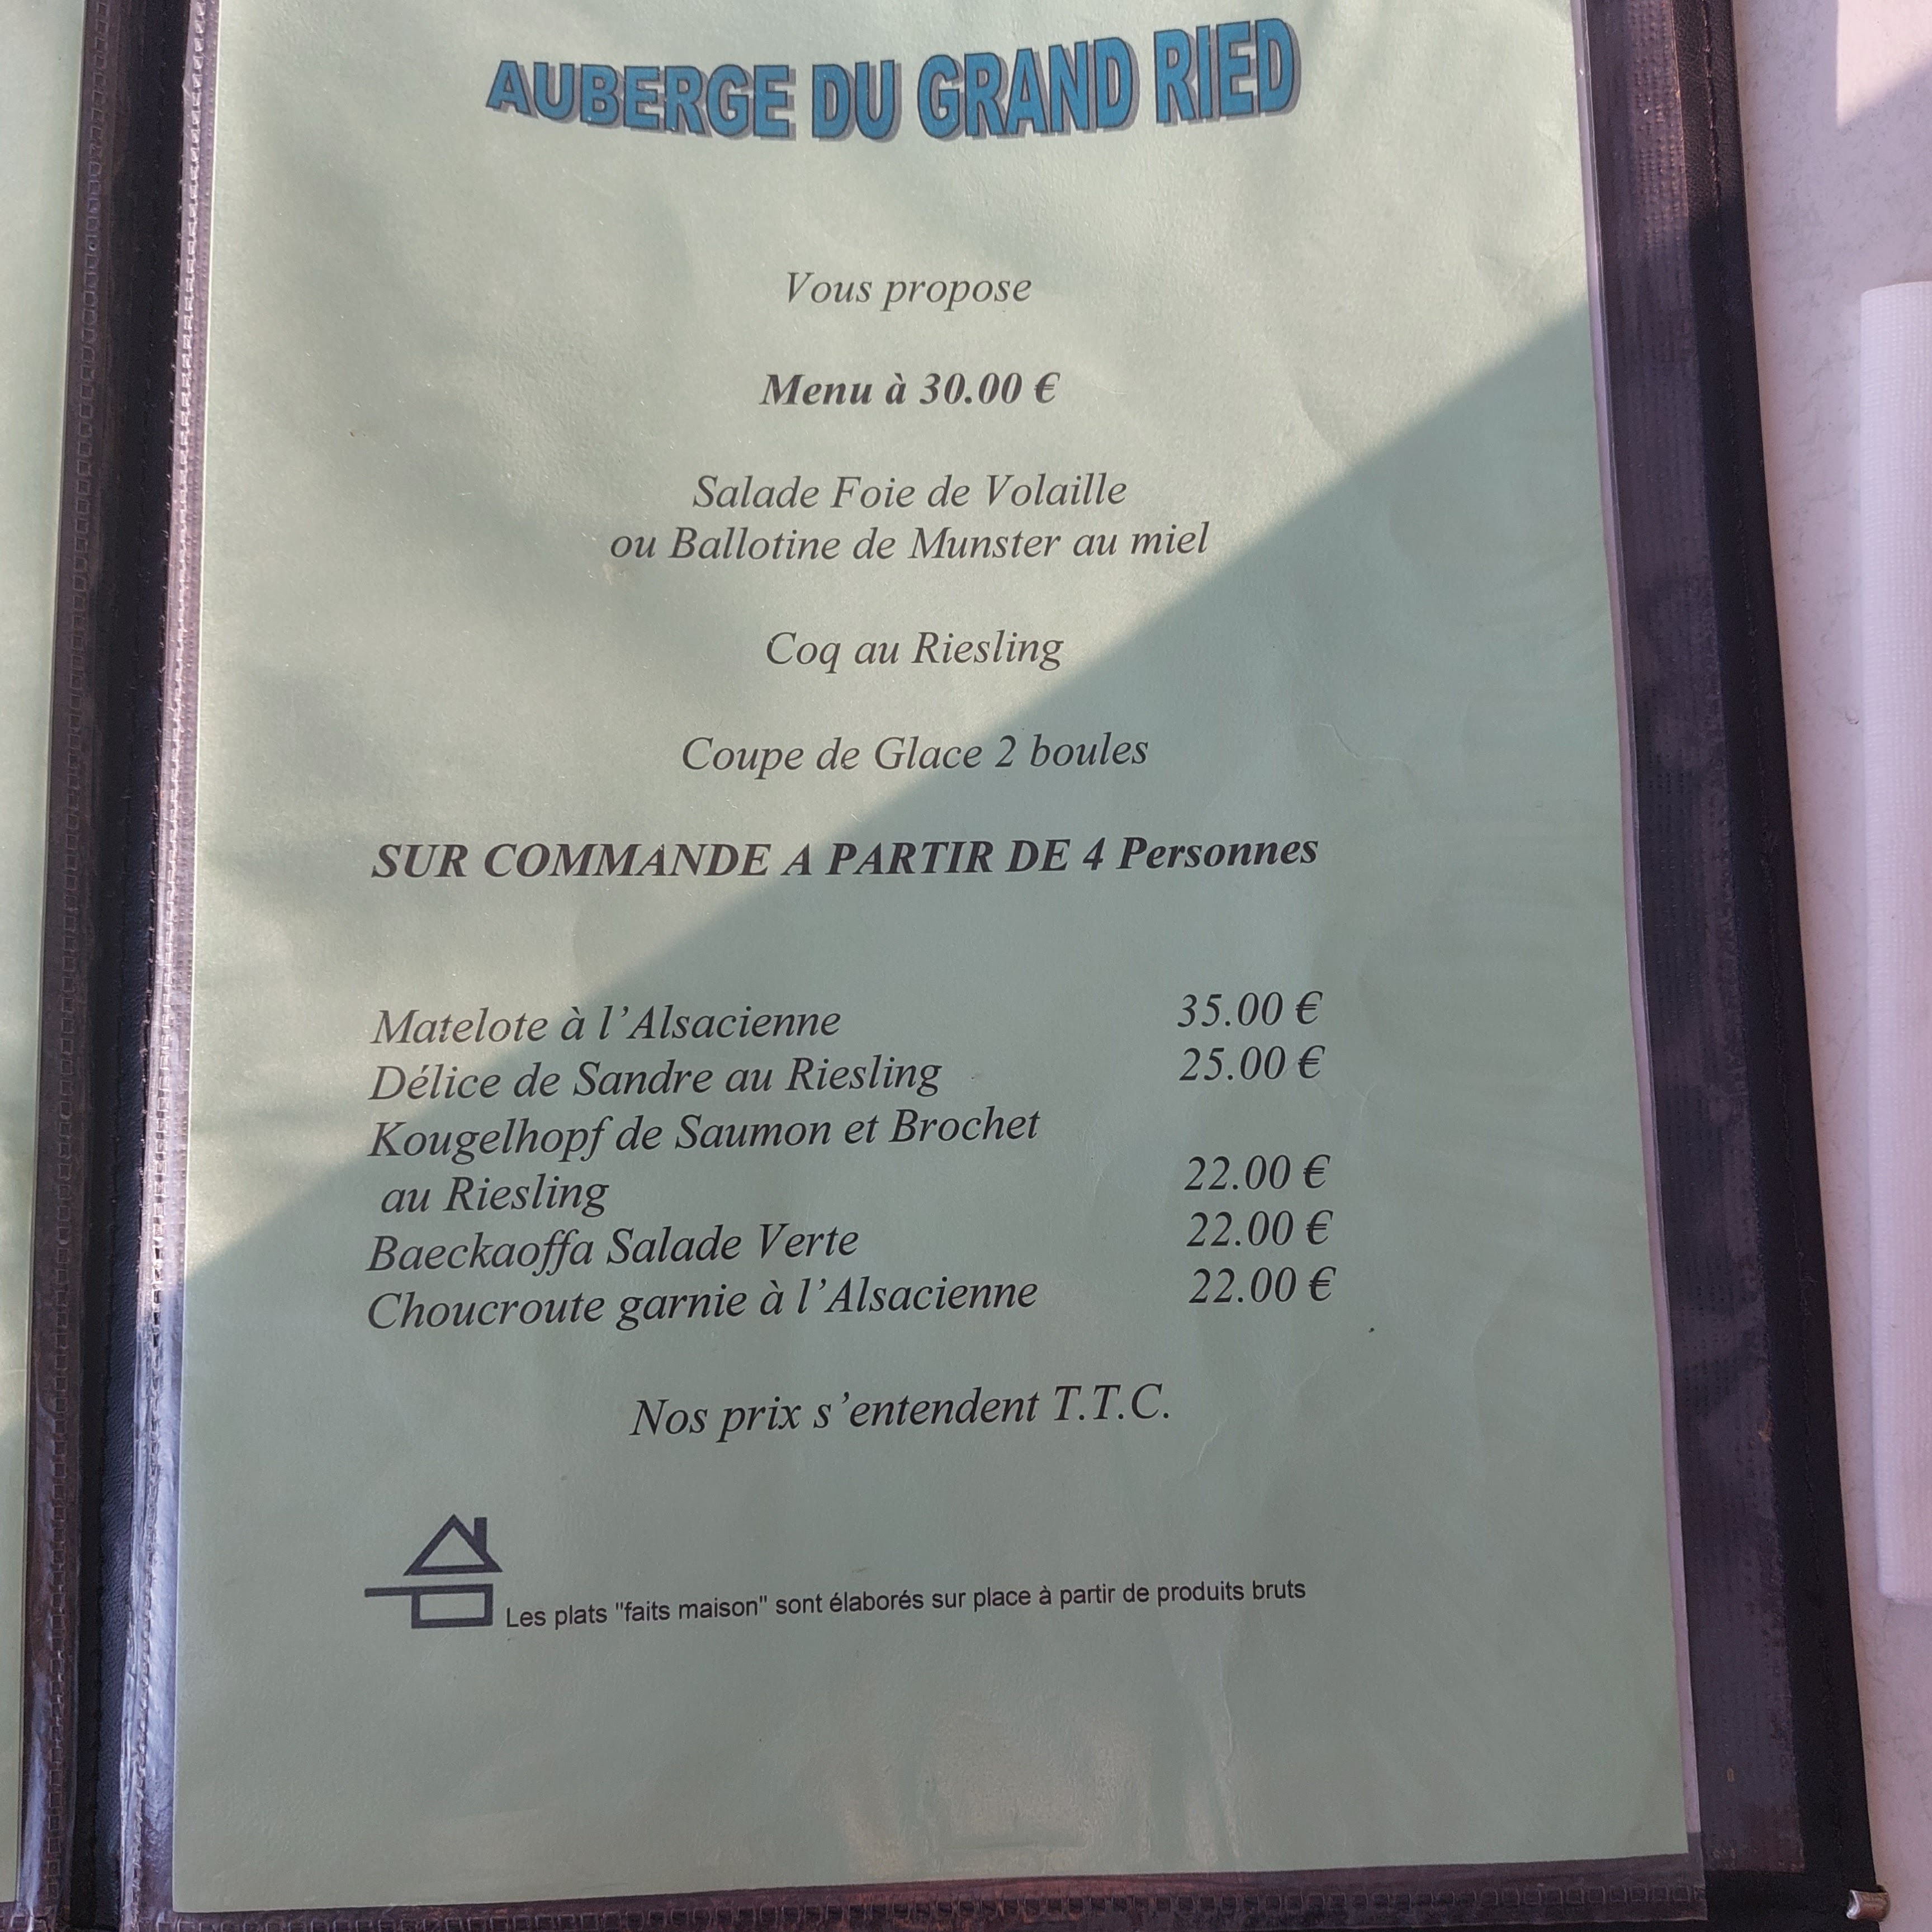 AUBERGE DU GRAND RIED
Vous propose
Menu à 30.00 €
Salade Foie de Volaille
ou Ballotine de Munster au miel
Coq au Riesling
Coupe de Glace 2 boules
SUR COMMANDE A PARTIR DE 4 Personnes
Matelote à l'Alsacienne 35.00 €
Délice de Sandre au Riesling 25.00 €
Kougelhopf de Saumon et Brochet
au Riesling 22.00 €
Baeckaoffa Salade Verte 22.00 €
Choucroute garnie à l'Alsacienne 22.00 €
Nos prix s'entendent T.T.C.
Les plats "faits maison" sont élaborés sur place à partir de produits bruts